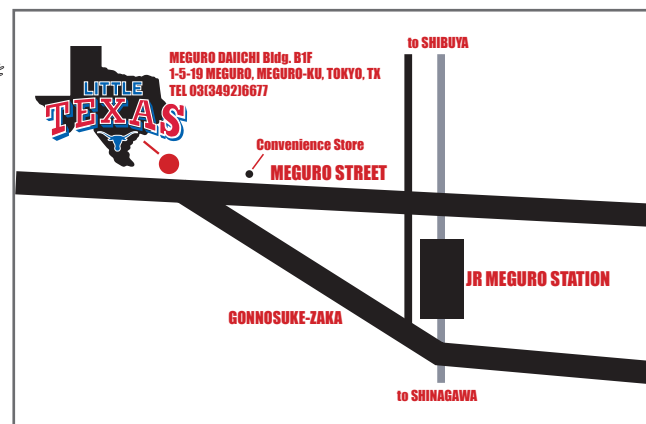 to SHIBUYA
MEGURO DAIICHI Bldg. B1F
1-5-19 MEGURO, MEGURO-KU, TOKYO, TX
TEL 03(3492)6677
LITTLE
TEXAS
Convenience Store
MEGURO STREET
JR MEGURO STATION
GONNOSUKE-ZAKA
to SHINAGAWA